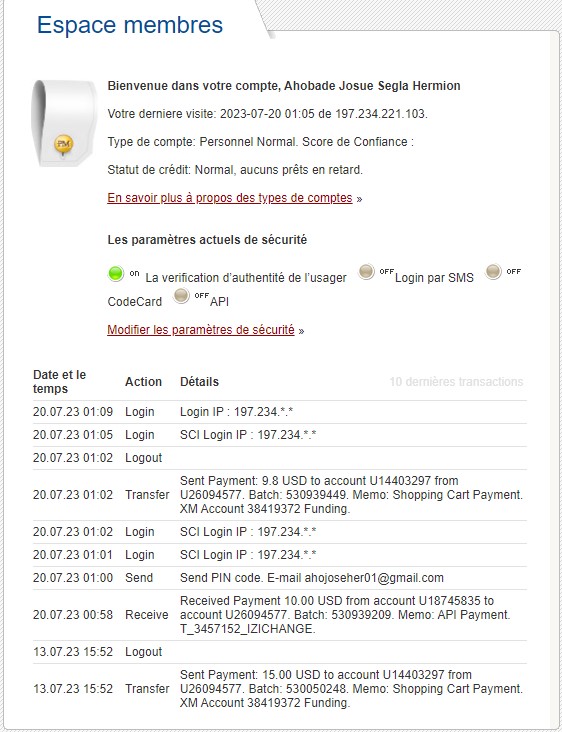 Espace membres
PM
Bienvenue dans votre compte, Ahobade Josue Segla Hermion
Votre derniere visite: 2023-07-20 01:05 de 197.234.221.103.
Type de compte: Personnel Normal. Score de Confiance :
Statut de crédit: Normal, aucuns prêts en retard.
En savoir plus à propos des types de comptes »
Les paramètres actuels de sécurité
on La verification d'authentité de l'usager OFF Login par SMS OFF
CodeCard OFF API
Modifier les paramètres de sécurité »
Date et le
temps Action Détails 10 dernières transactions
20.07.23 01:09 Login Login IP : 197.234.*.*
20.07.23 01:05 Login SCI Login IP : 197.234.*.*
20.07.23 01:02 Logout
Sent Payment: 9.8 USD to account U14403297 from
20.07.23 01:02 Transfer U26094577. Batch: 530939449. Memo: Shopping Cart Payment.
XM Account 38419372 Funding.
20.07.23 01:02 Login SCI Login IP : 197.234.*.*
20.07.23 01:01 Login SCI Login IP : 197.234.*.*
20.07.23 01:00 Send Send PIN code. E-mail ahojoseher01@gmail.com
Received Payment 10.00 USD from account U18745835 to
20.07.23 00:58 Receive account U26094577. Batch: 530939209. Memo: API Payment.
T_3457152_IZICHANGE.
13.07.23 15:52 Logout
Sent Payment: 15.00 USD to account U14403297 from
13.07.23 15:52 Transfer U26094577. Batch: 530050248. Memo: Shopping Cart Payment.
XM Account 38419372 Funding.